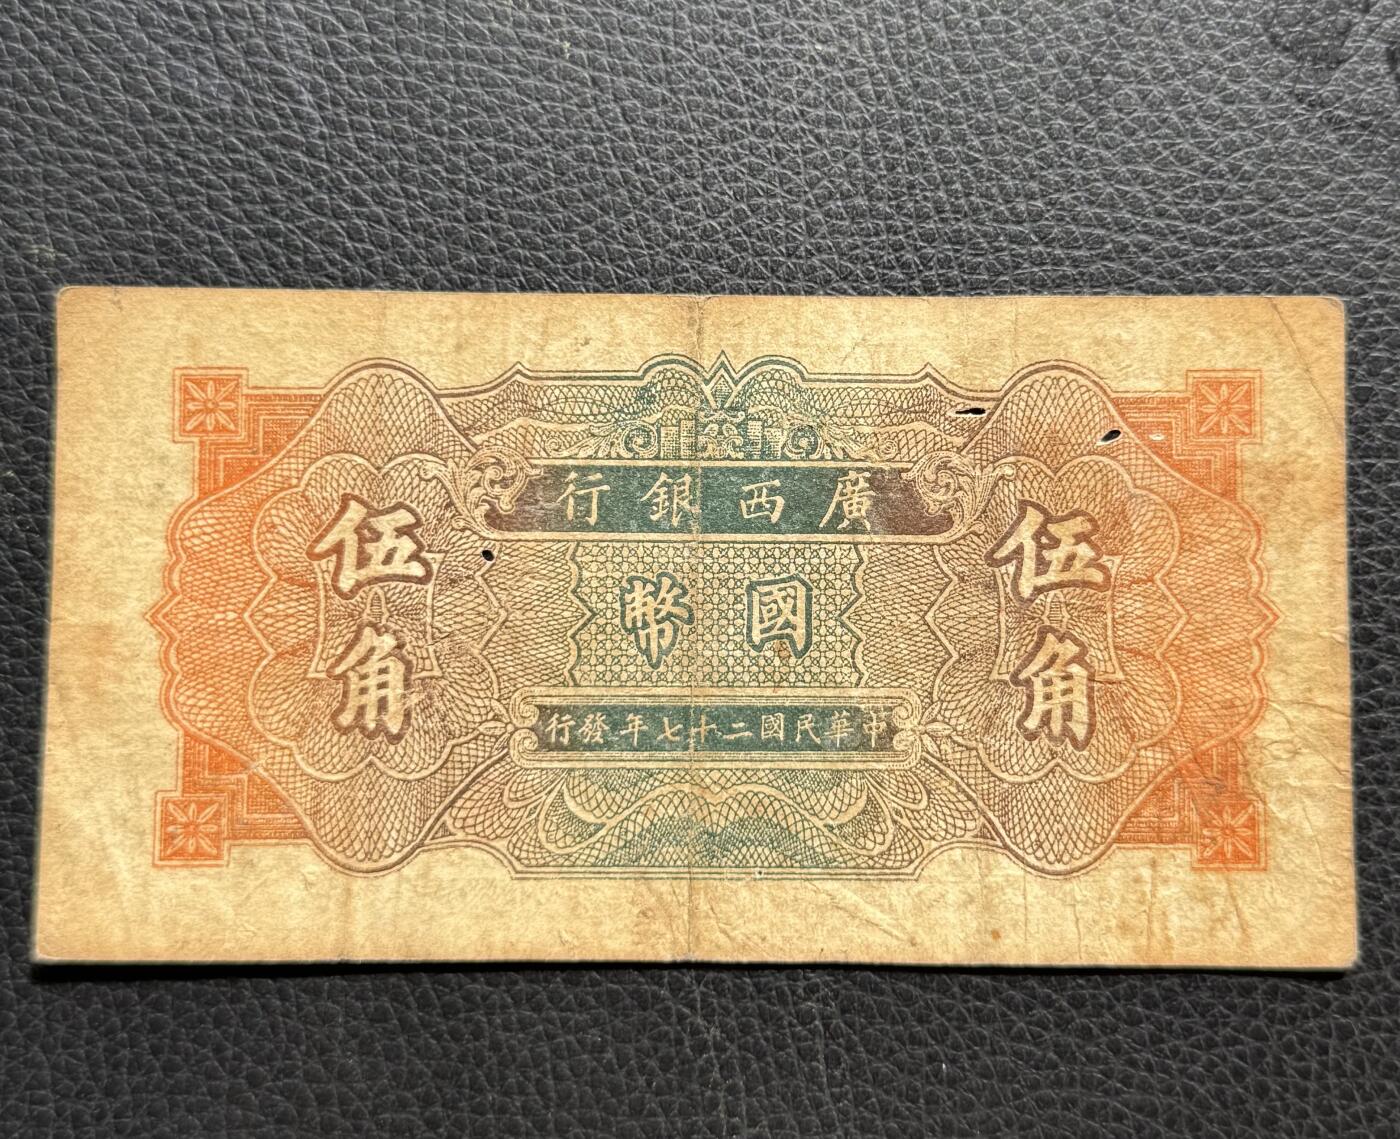 廣西銀行
國幣
伍角
伍角
中華民國二十七年發行